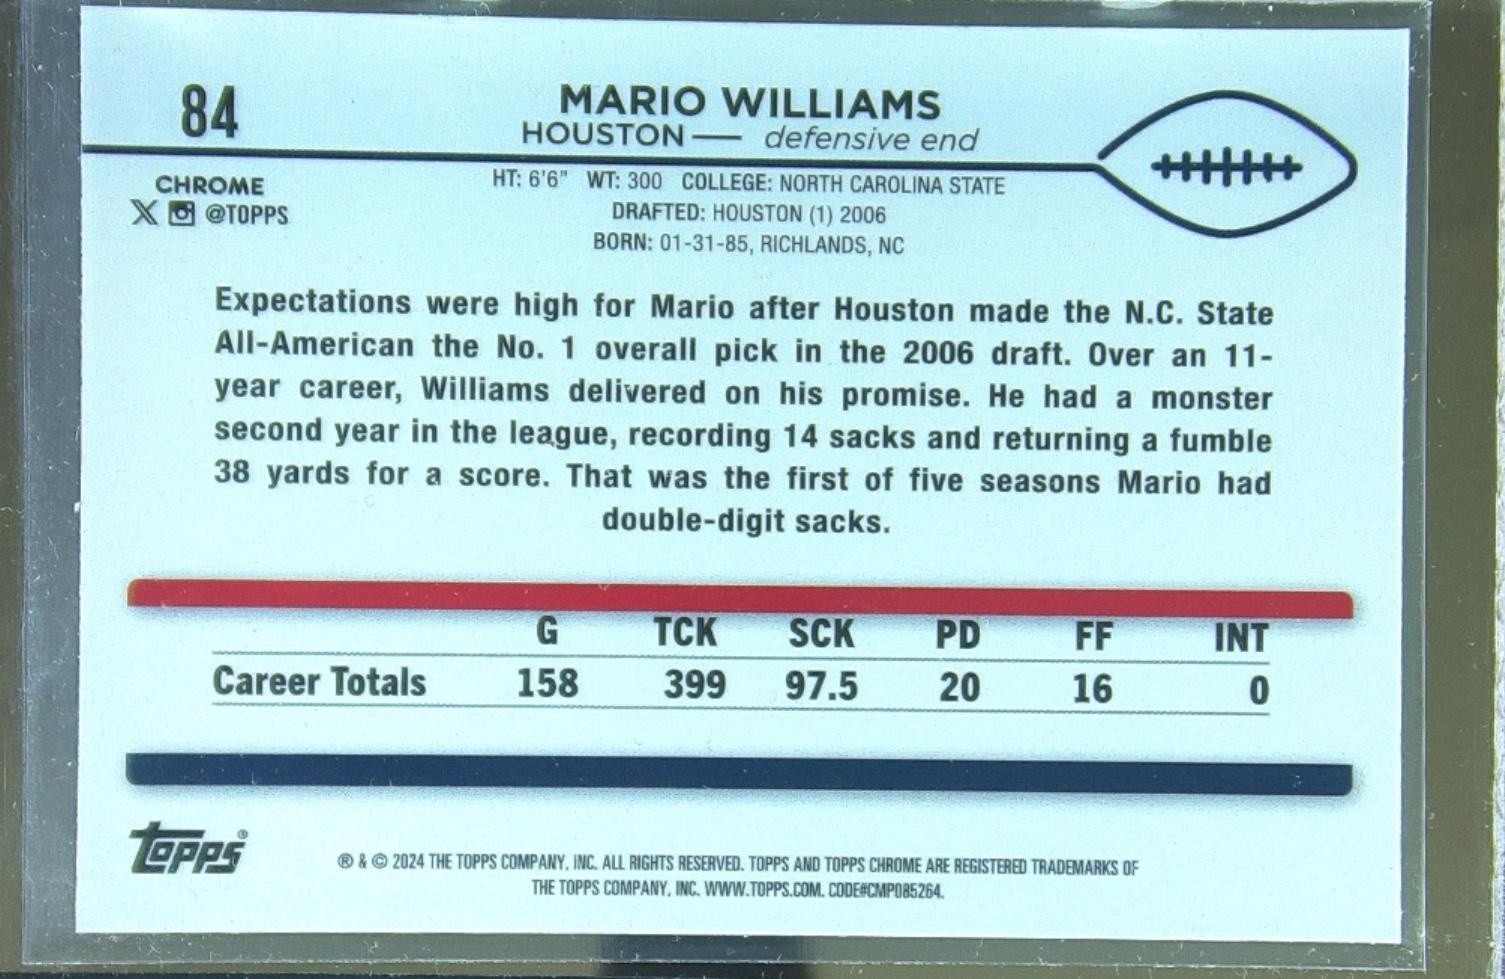 84
MARIO WILLIAMS
HOUSTON — defensive end
CHROME
X @TOPPS
HT: 6'6" WT: 300 COLLEGE: NORTH CAROLINA STATE
DRAFTED: HOUSTON (1) 2006
BORN: 01-31-85, RICHLANDS, NC
Expectations were high for Mario after Houston made the N.C. State
All-American the No. 1 overall pick in the 2006 draft. Over an 11-
year career, Williams delivered on his promise. He had a monster
second year in the league, recording 14 sacks and returning a fumble
38 yards for a score. That was the first of five seasons Mario had
double-digit sacks.
G TCK SCK PD FF INT
Career Totals 158 399 97.5 20 16 0
topps®
® & © 2024 THE TOPPS COMPANY, INC. ALL RIGHTS RESERVED. TOPPS AND TOPPS CHROME ARE REGISTERED TRADEMARKS OF
THE TOPPS COMPANY, INC. WWW.TOPPS.COM. CODE#CMP085264.